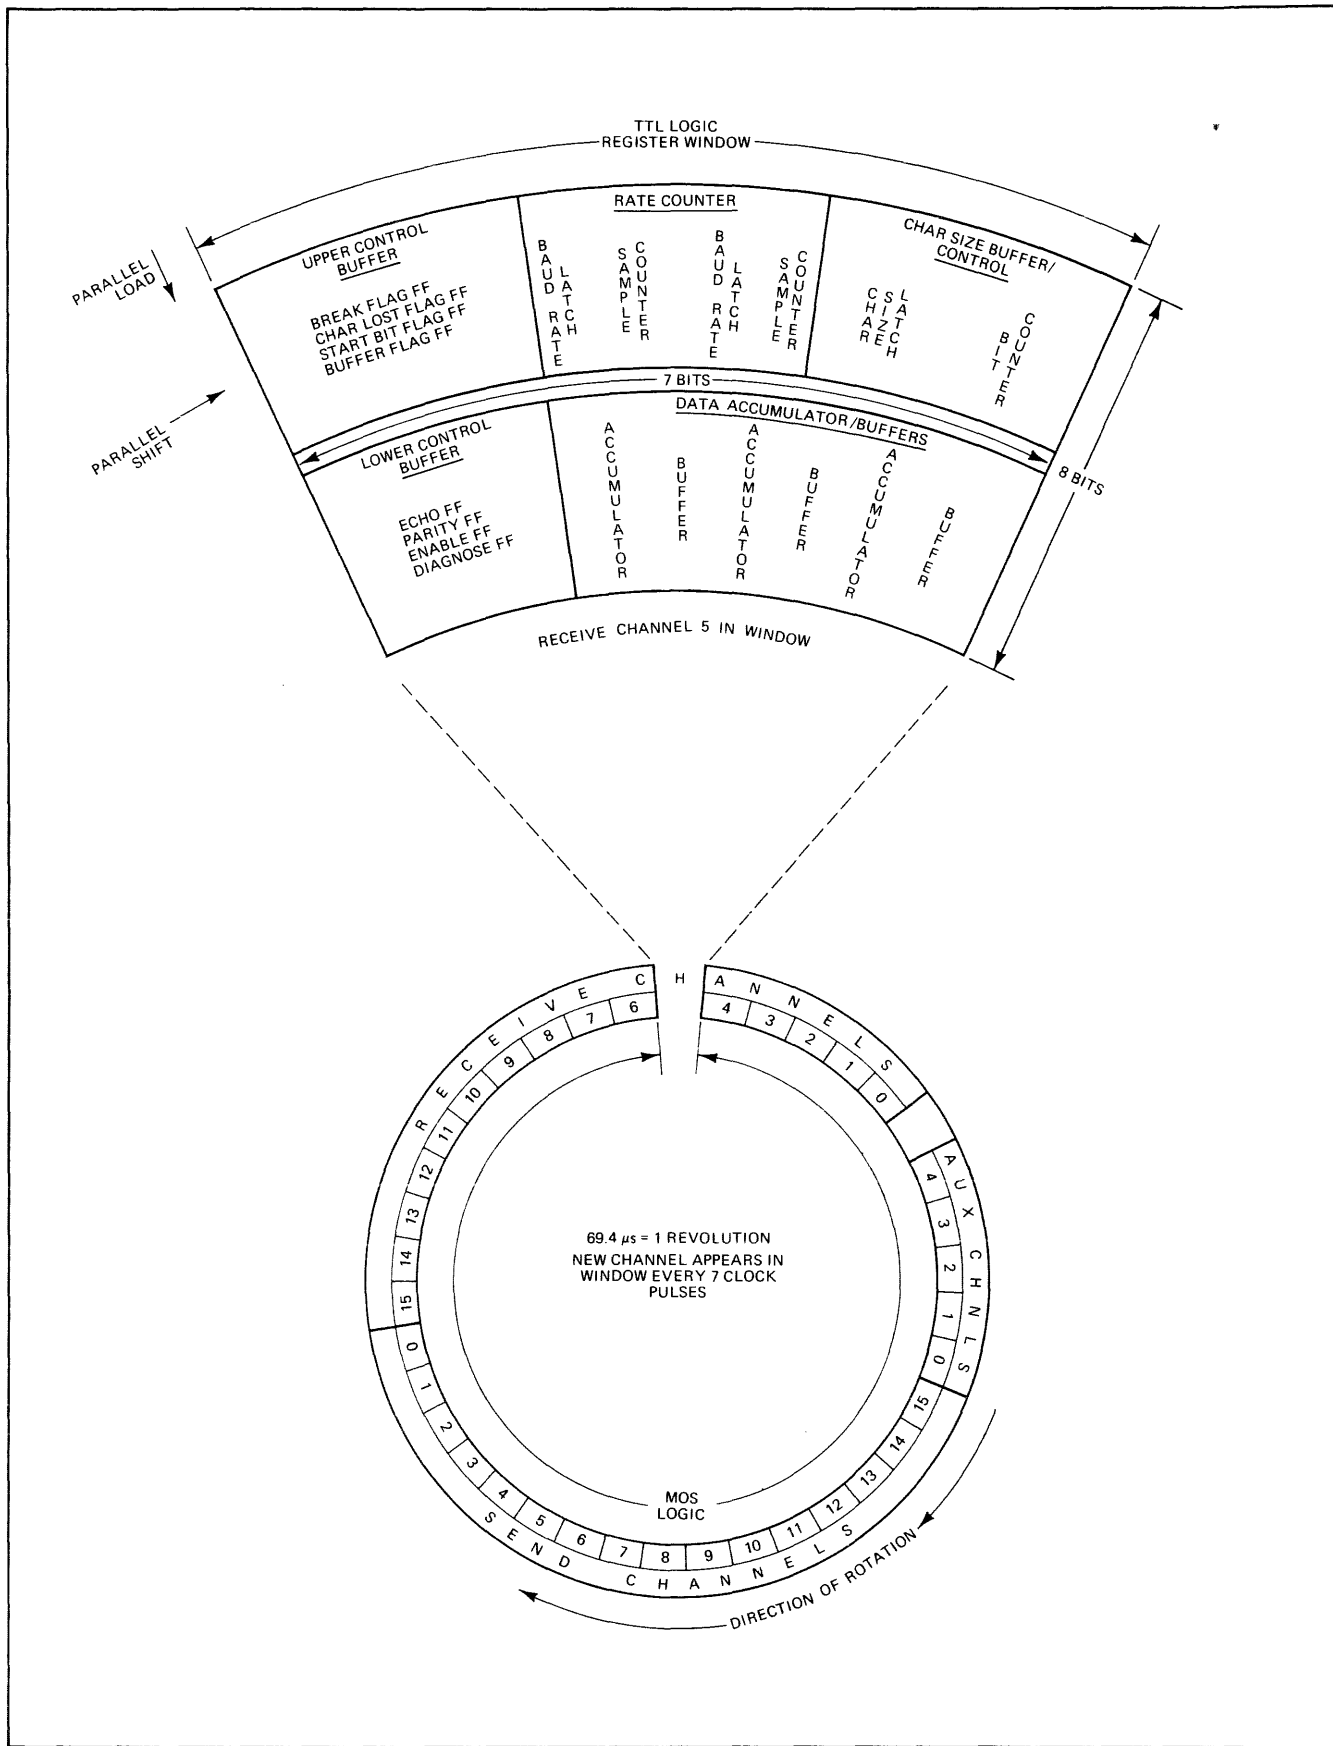 TTL LOGIC
REGISTER WINDOW
PARALLEL
LOAD
PARALLEL
SHIFT
UPPER CONTROL
BUFFER
BREAK FLAG FF
CHAR LOST FLAG FF
START BIT FLAG FF
BUFFER FLAG FF
RATE COUNTER
BAUD RATE
LATCH
SAMPLE
COUNTER
BAUD RATE
LATCH
SAMPLE
COUNTER
CHAR SIZE BUFFER/
CONTROL
CHAR
SIZE
LATCH
BIT
COUNTER
7 BITS
8 BITS
LOWER CONTROL
BUFFER
ECHO FF
PARITY FF
ENABLE FF
DIAGNOSE FF
DATA ACCUMULATOR/BUFFERS
ACCUMULATOR
BUFFER
ACCUMULATOR
BUFFER
ACCUMULATOR
BUFFER
RECEIVE CHANNEL 5 IN WINDOW
RECEIVE CHANNELS
15 14 13 12 11 10 9 8 7 6
4 3 2 1 0
AUX CHNLS
4 3 2 1 0
SEND CHANNELS
0 1 2 3 4 5 6 7 8 9 10 11 12 13 14 15
69.4 μs = 1 REVOLUTION
NEW CHANNEL APPEARS IN
WINDOW EVERY 7 CLOCK
PULSES
MOS
LOGIC
DIRECTION OF ROTATION